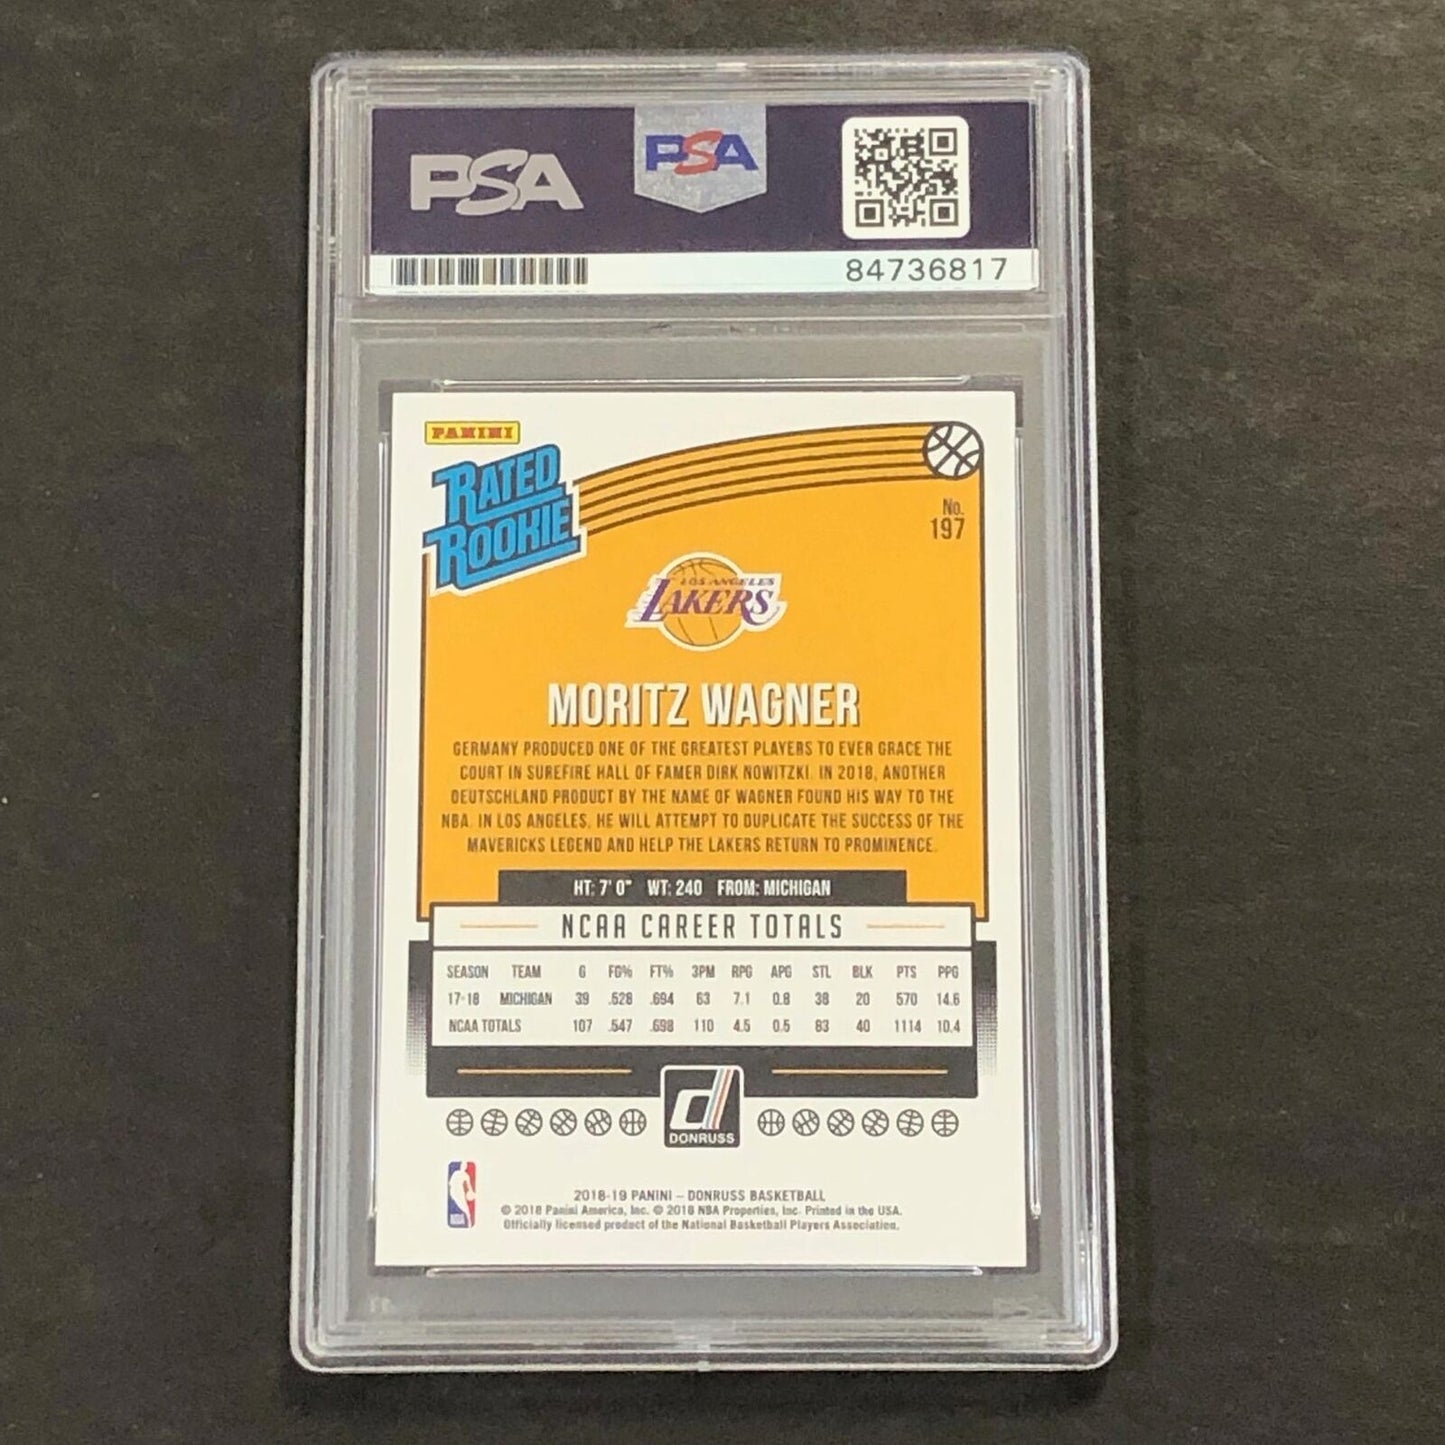 PSA
PSA
84736817
PANINI
RATED
ROOKIE
No.
197
LOS ANGELES
LAKERS
MORITZ WAGNER
GERMANY PRODUCED ONE OF THE GREATEST PLAYERS TO EVER GRACE THE
COURT IN SUREFIRE HALL OF FAMER DIRK NOWITZKI. IN 2018, ANOTHER
DEUTSCHLAND PRODUCT BY THE NAME OF WAGNER FOUND HIS WAY TO THE
NBA. IN LOS ANGELES, HE WILL ATTEMPT TO DUPLICATE THE SUCCESS OF THE
MAVERICKS LEGEND AND HELP THE LAKERS RETURN TO PROMINENCE.
HT: 7' 0" WT: 240 FROM: MICHIGAN
NCAA CAREER TOTALS
SEASON TEAM G FG% FT% 3PM RPG APG STL BLK PTS PPG
17-18 MICHIGAN 39 .528 .694 63 7.1 0.8 38 20 570 14.6
NCAA TOTALS 107 .547 .698 110 4.5 0.5 83 40 1114 10.4
d
DONRUSS
NBA
2018-19 PANINI – DONRUSS BASKETBALL
© 2018 Panini America, Inc. © 2018 NBA Properties, Inc. Printed in the USA.
Officially licensed product of the National Basketball Players Association.